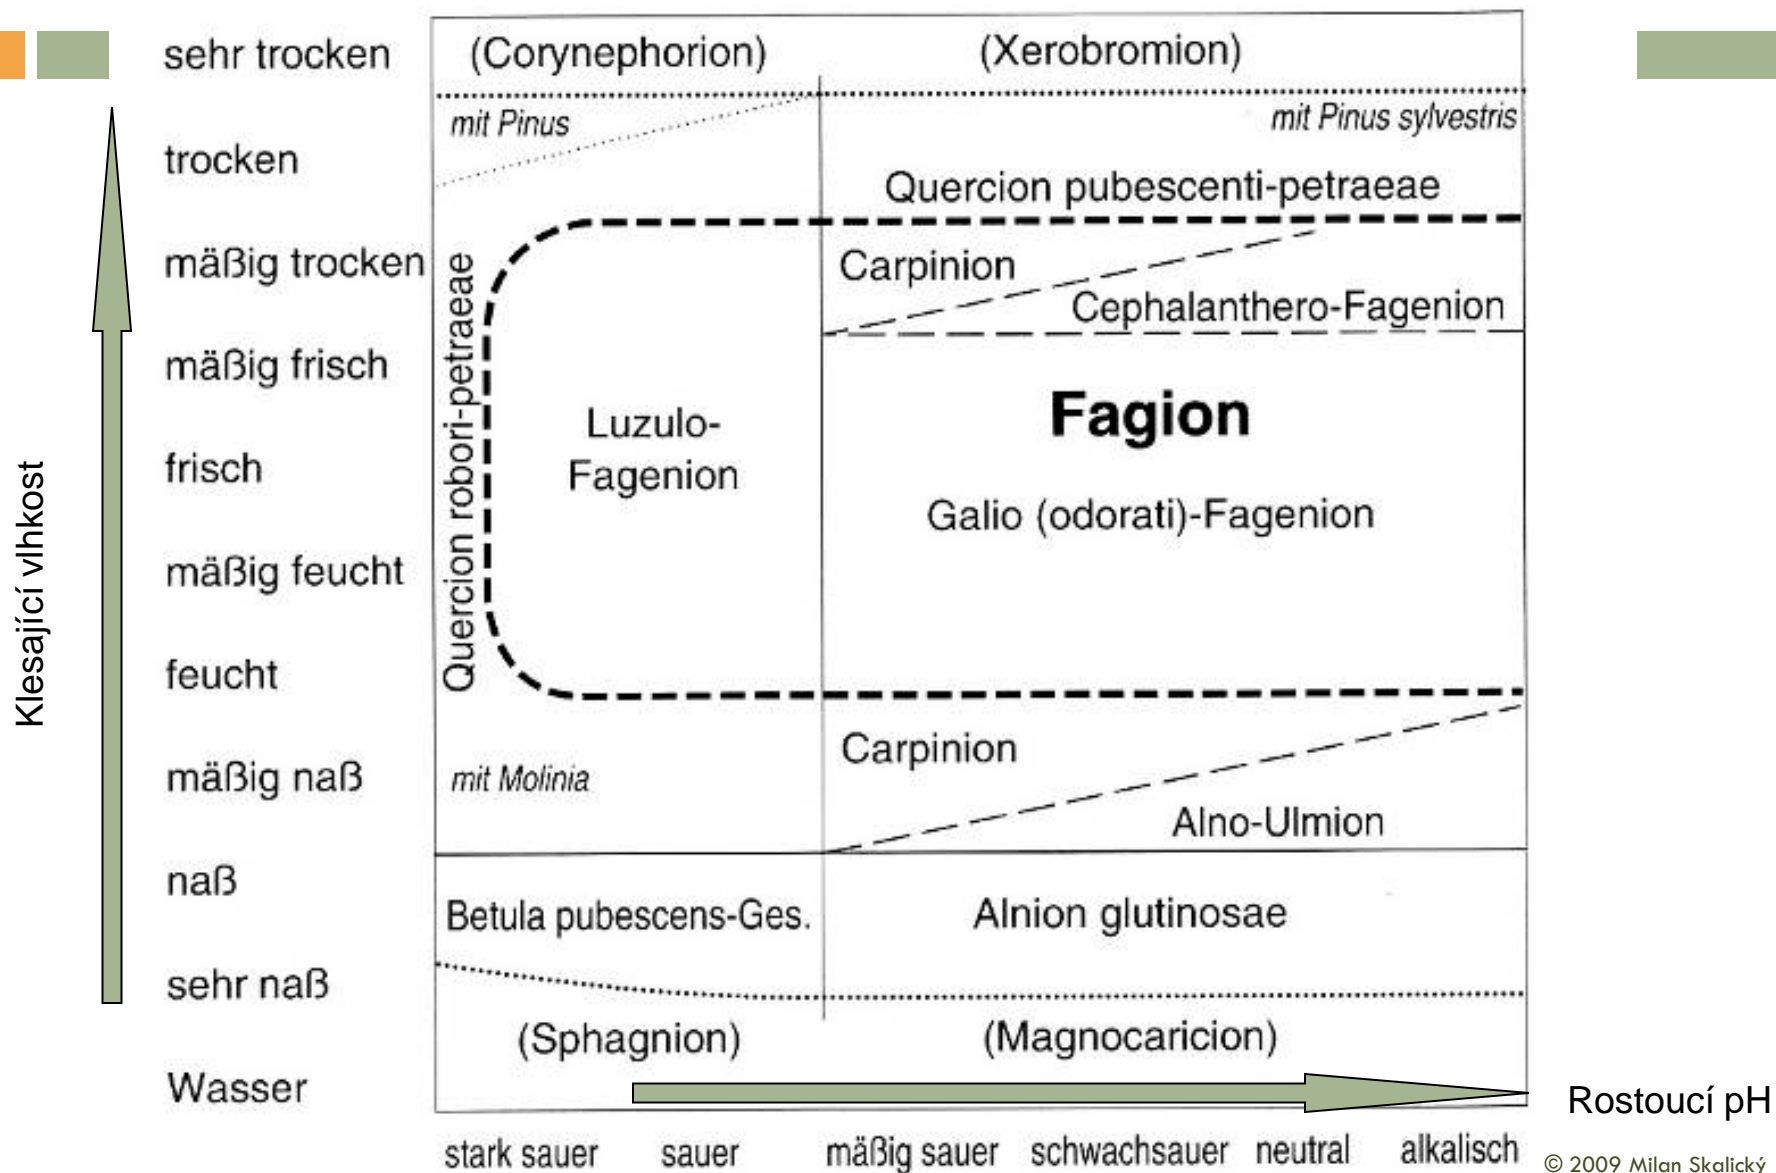 sehr trocken
(Corynephorion)
(Xerobromion)
mit Pinus
mit Pinus sylvestris
trocken
Quercion pubescenti-petraeae
mäßig trocken
Carpinion
Cephalanthero-Fagenion
mäßig frisch
Quercion robori-petraeae
Luzulo-
Fagenion
Fagion
frisch
Galio (odorati)-Fagenion
mäßig feucht
Klesající vlhkost
feucht
Carpinion
mäßig naß
mit Molinia
Alno-Ulmion
naß
Betula pubescens-Ges.
Alnion glutinosae
sehr naß
(Sphagnion)
(Magnocaricion)
Wasser
Rostoucí pH
stark sauer sauer mäßig sauer schwachsauer neutral alkalisch
© 2009 Milan Skalický